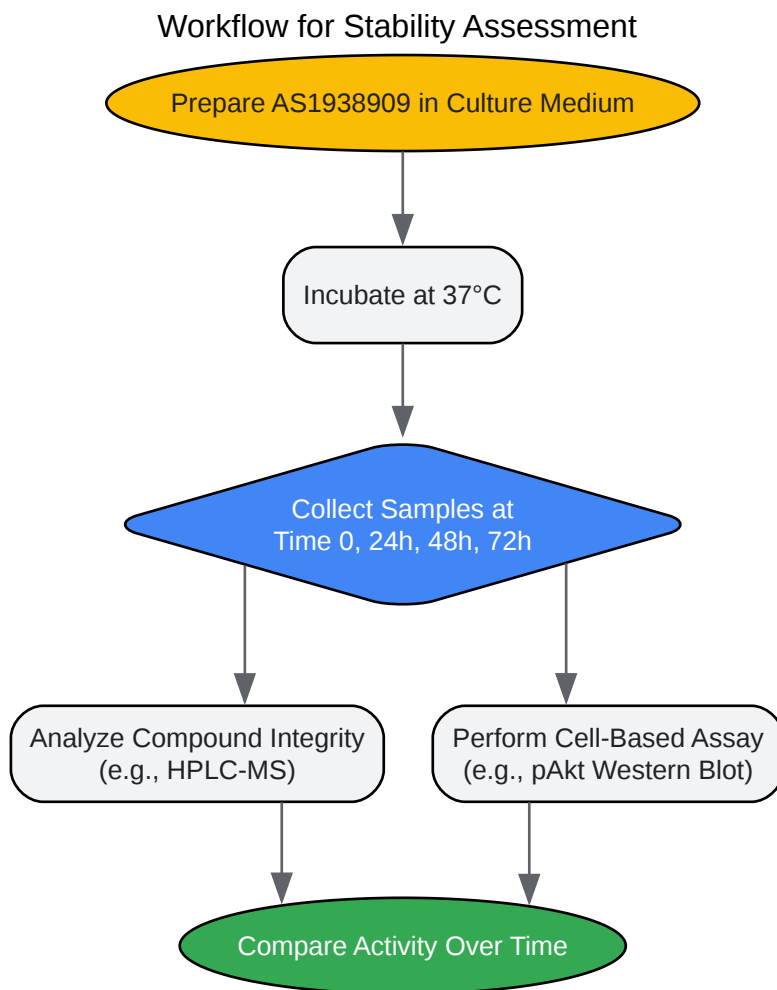 Workflow for Stability Assessment
Prepare AS1938909 in Culture Medium
Incubate at 37°C
Collect Samples at
Time 0, 24h, 48h, 72h
Analyze Compound Integrity
(e.g., HPLC-MS)
Perform Cell-Based Assay
(e.g., pAkt Western Blot)
Compare Activity Over Time